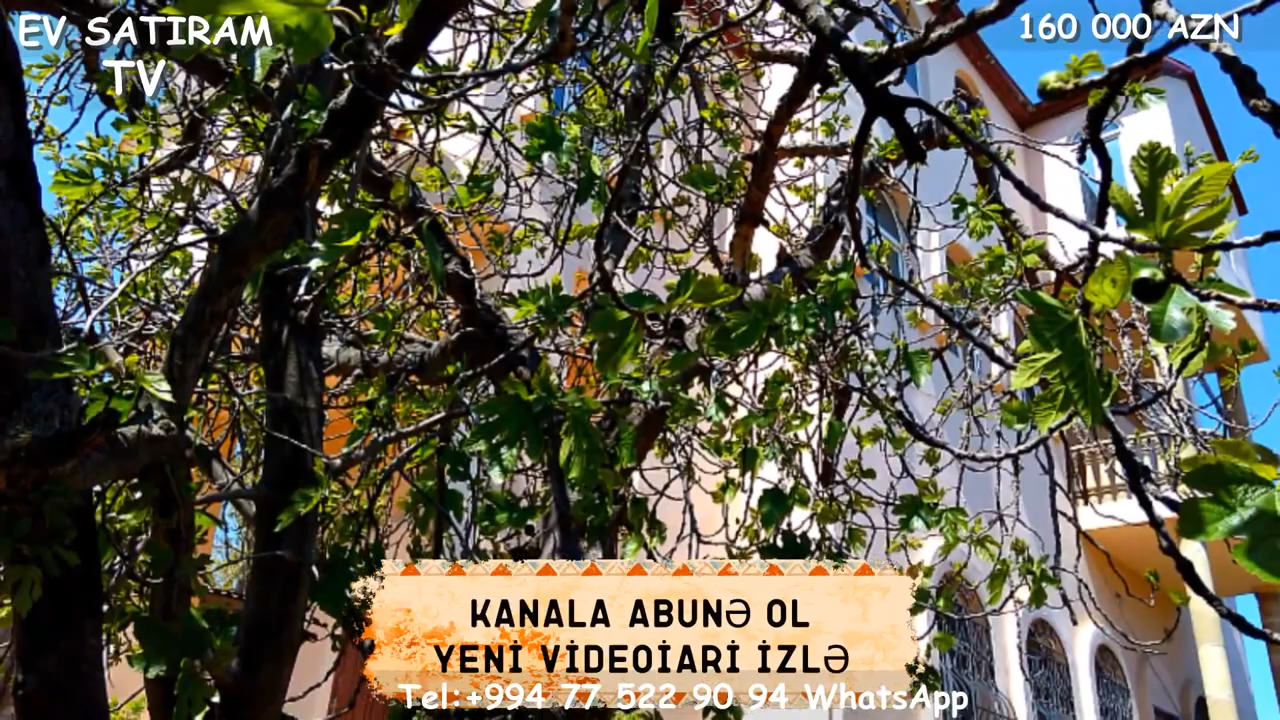 EV SATIRAM
TV
160 000 AZN
KANALA ABUNƏ OL
YENİ VİDEOİARİ İZLƏ
Tel:+994 77 522 90 94 WhatsApp